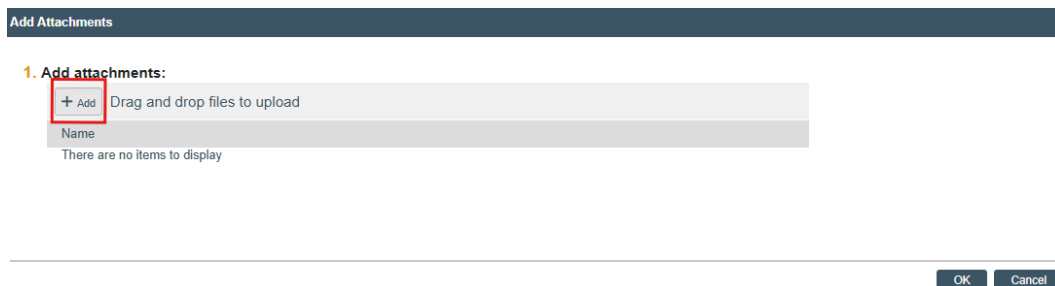 Add Attachments
1. Add attachments:
+ Add Drag and drop files to upload
Name
There are no items to display
OK Cancel